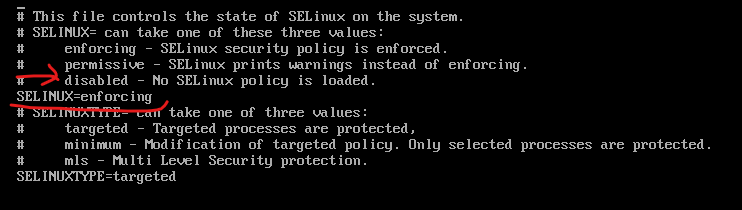 # This file controls the state of SELinux on the system.
# SELINUX= can take one of these three values:
#     enforcing - SELinux security policy is enforced.
#     permissive - SELinux prints warnings instead of enforcing.
#     disabled - No SELinux policy is loaded.
SELINUX=enforcing
# SELINUXTYPE= can take one of three values:
#     targeted - Targeted processes are protected,
#     minimum - Modification of targeted policy. Only selected processes are protected.
#     mls - Multi Level Security protection.
SELINUXTYPE=targeted